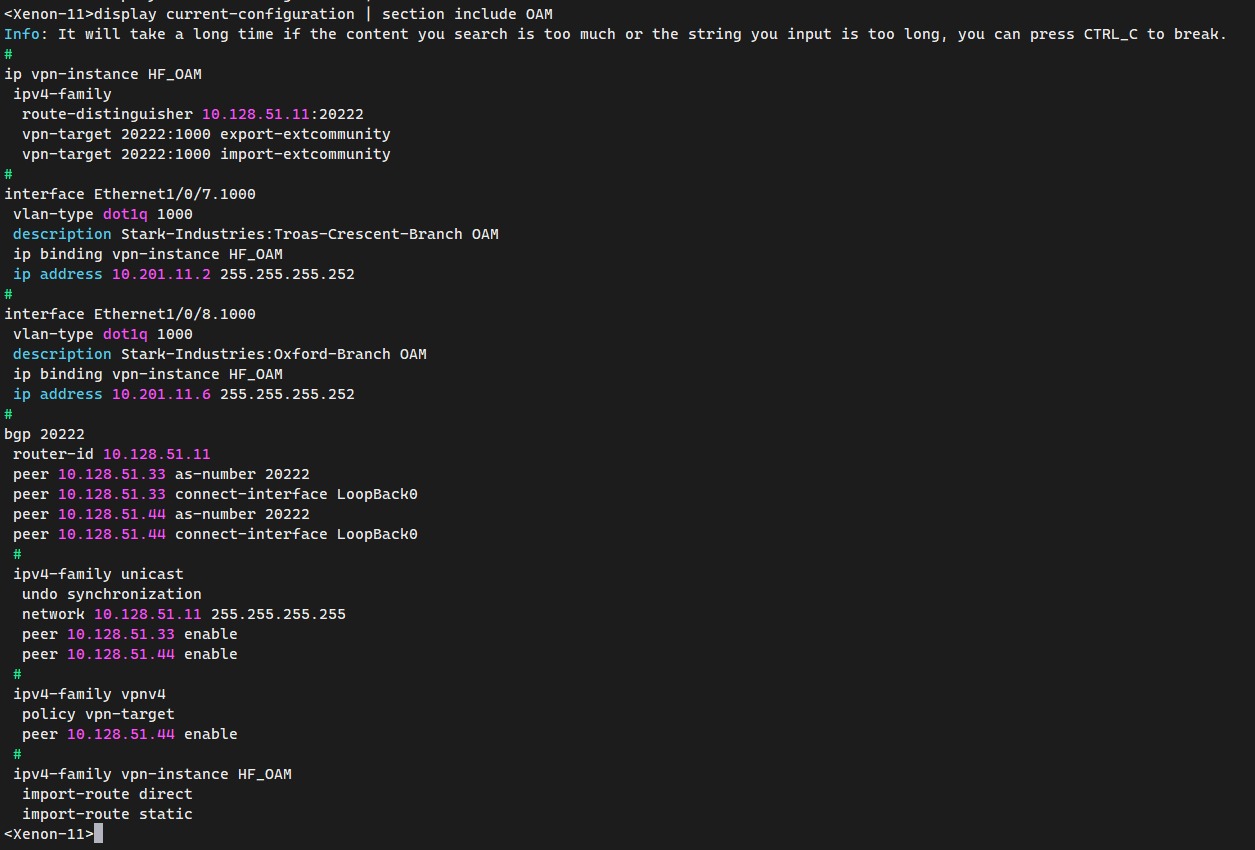 <Xenon-11>display current-configuration | section include OAM
Info: It will take a long time if the content you search is too much or the string you input is too long, you can press CTRL_C to break.
#
ip vpn-instance HF_OAM
 ipv4-family
  route-distinguisher 10.128.51.11:20222
  vpn-target 20222:1000 export-extcommunity
  vpn-target 20222:1000 import-extcommunity
#
interface Ethernet1/0/7.1000
 vlan-type dot1q 1000
 description Stark-Industries:Troas-Crescent-Branch OAM
 ip binding vpn-instance HF_OAM
 ip address 10.201.11.2 255.255.255.252
#
interface Ethernet1/0/8.1000
 vlan-type dot1q 1000
 description Stark-Industries:Oxford-Branch OAM
 ip binding vpn-instance HF_OAM
 ip address 10.201.11.6 255.255.255.252
#
bgp 20222
 router-id 10.128.51.11
 peer 10.128.51.33 as-number 20222
 peer 10.128.51.33 connect-interface LoopBack0
 peer 10.128.51.44 as-number 20222
 peer 10.128.51.44 connect-interface LoopBack0
 #
 ipv4-family unicast
  undo synchronization
  network 10.128.51.11 255.255.255.255
  peer 10.128.51.33 enable
  peer 10.128.51.44 enable
 #
 ipv4-family vpnv4
  policy vpn-target
  peer 10.128.51.44 enable
 #
 ipv4-family vpn-instance HF_OAM
  import-route direct
  import-route static
<Xenon-11>